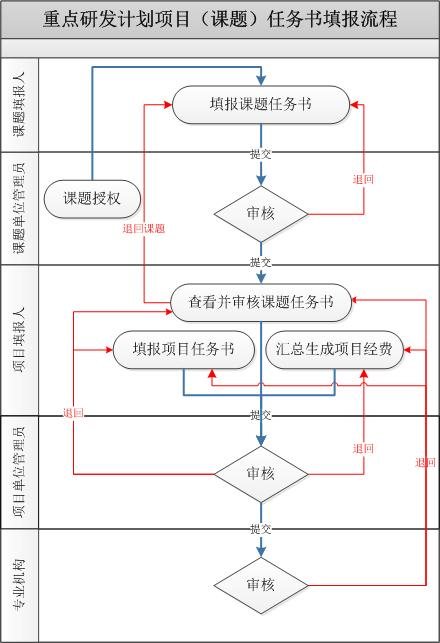 重点研发计划项目（课题）任务书填报流程
课题填报人
填报课题任务书
提交
课题单位管理员
课题授权
审核
退回
退回课题
提交
项目填报人
查看并审核课题任务书
填报项目任务书
汇总生成项目经费
退回
提交
项目单位管理员
审核
退回
退回
提交
专业机构
审核